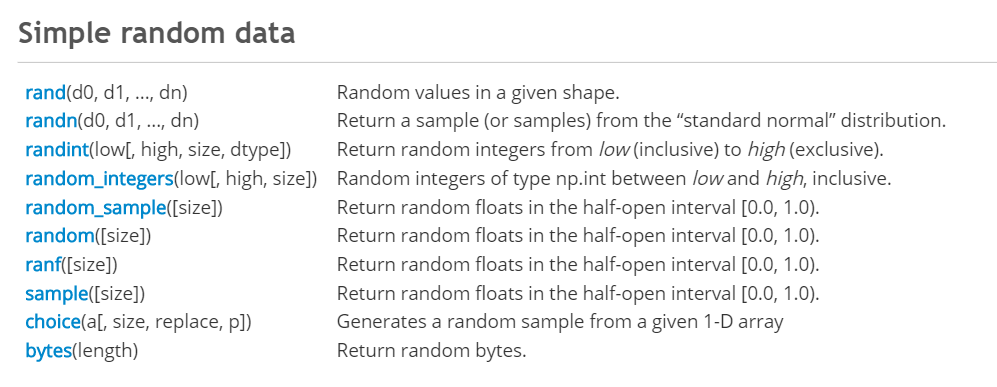 Simple random data
rand(d0, d1, ..., dn) Random values in a given shape.
randn(d0, d1, ..., dn) Return a sample (or samples) from the “standard normal” distribution.
randint(low[, high, size, dtype]) Return random integers from low (inclusive) to high (exclusive).
random_integers(low[, high, size]) Random integers of type np.int between low and high, inclusive.
random_sample([size]) Return random floats in the half-open interval [0.0, 1.0).
random([size]) Return random floats in the half-open interval [0.0, 1.0).
ranf([size]) Return random floats in the half-open interval [0.0, 1.0).
sample([size]) Return random floats in the half-open interval [0.0, 1.0).
choice(a[, size, replace, p]) Generates a random sample from a given 1-D array
bytes(length) Return random bytes.